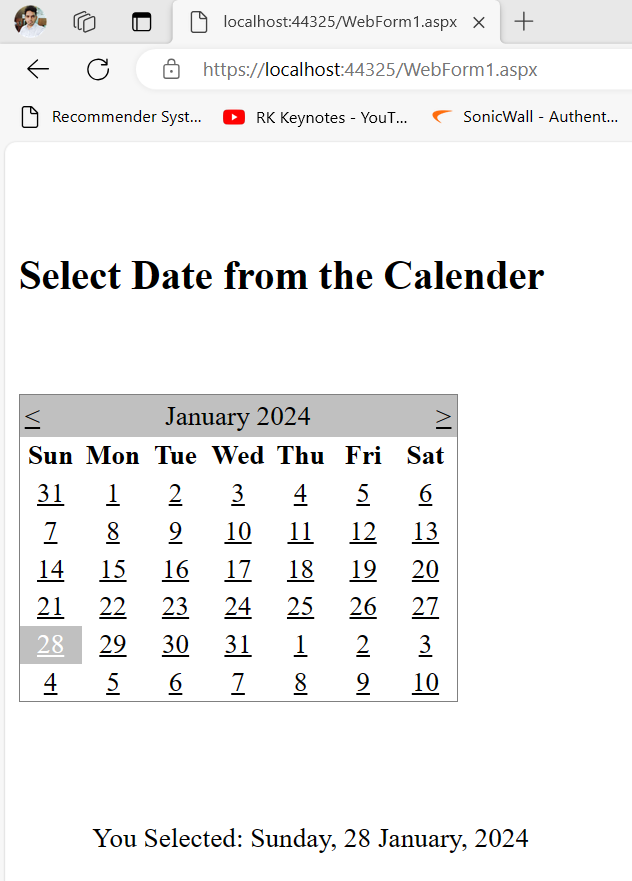 localhost:44325/WebForm1.aspx
https://localhost:44325/WebForm1.aspx
Recommender Syst... RK Keynotes - YouT... SonicWall - Authent...
Select Date from the Calender
< January 2024 >
Sun Mon Tue Wed Thu Fri Sat
31 1 2 3 4 5 6
7 8 9 10 11 12 13
14 15 16 17 18 19 20
21 22 23 24 25 26 27
28 29 30 31 1 2 3
4 5 6 7 8 9 10
You Selected: Sunday, 28 January, 2024